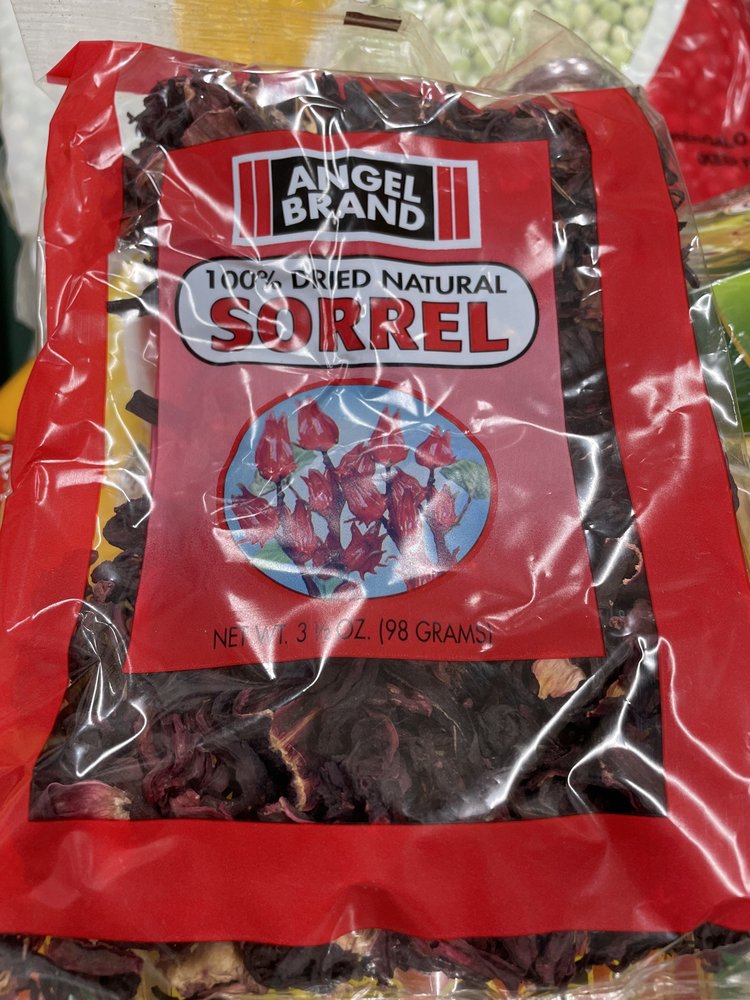 ANGEL
BRAND
100% DRIED NATURAL
SORREL
NET WT. 3 ½ OZ. (98 GRAMS)